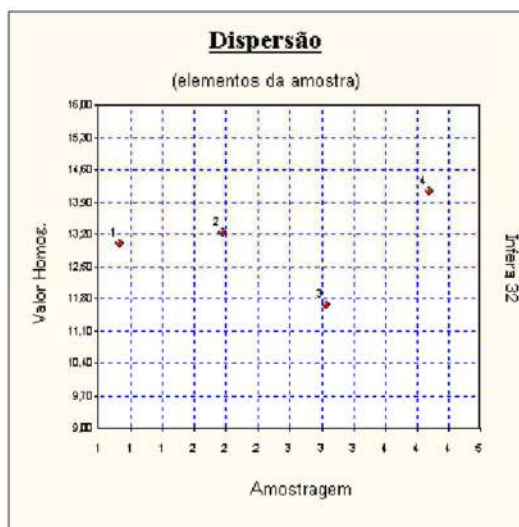 Dispersão
(elementos da amostra)
16,00
15,30
14,60
13,90
13,20
12,50
11,80
11,10
10,40
9,70
9,00
Valor Homog.
1
2
3
4
1 1 1 2 2 2 3 3 3 4 4 4 5
Amostragem
Infera 32